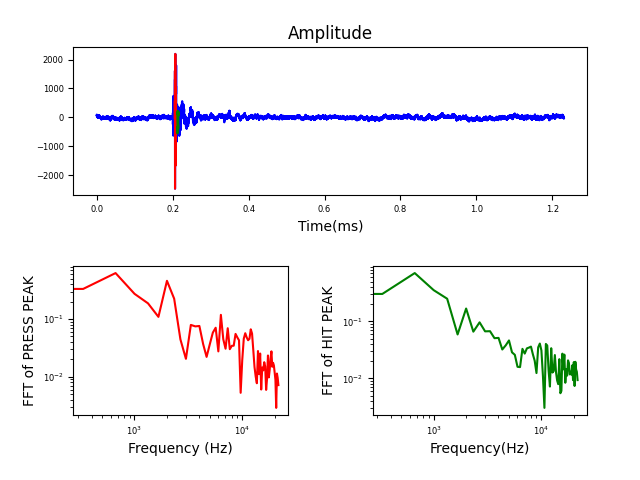 Amplitude
2000
1000
0
−1000
−2000
0.0 0.2 0.4 0.6 0.8 1.0 1.2
Time(ms)
FFT of PRESS PEAK
10⁻¹
10⁻²
10³ 10⁴
Frequency (Hz)
FFT of HIT PEAK
10⁻¹
10⁻²
10³ 10⁴
Frequency(Hz)